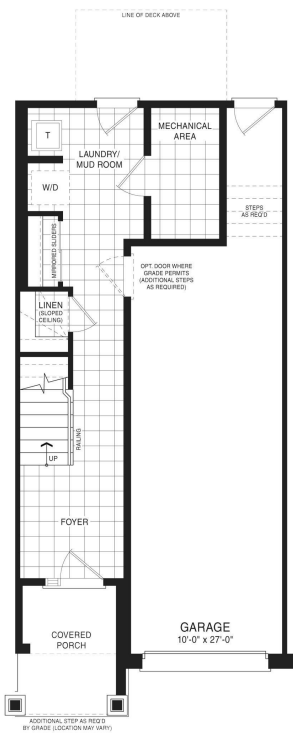 LINE OF DECK ABOVE
MECHANICAL
AREA
T
LAUNDRY/
MUD ROOM
W/D
STEPS
AS REQ'D
MIRRORED SLIDERS
OPT. DOOR WHERE
GRADE PERMITS
(ADDITIONAL STEPS
AS REQUIRED)
LINEN
(SLOPED
CEILING)
RAILING
UP
FOYER
GARAGE
10'-0" x 27'-0"
COVERED
PORCH
ADDITIONAL STEP AS REQ'D
BY GRADE (LOCATION MAY VARY)